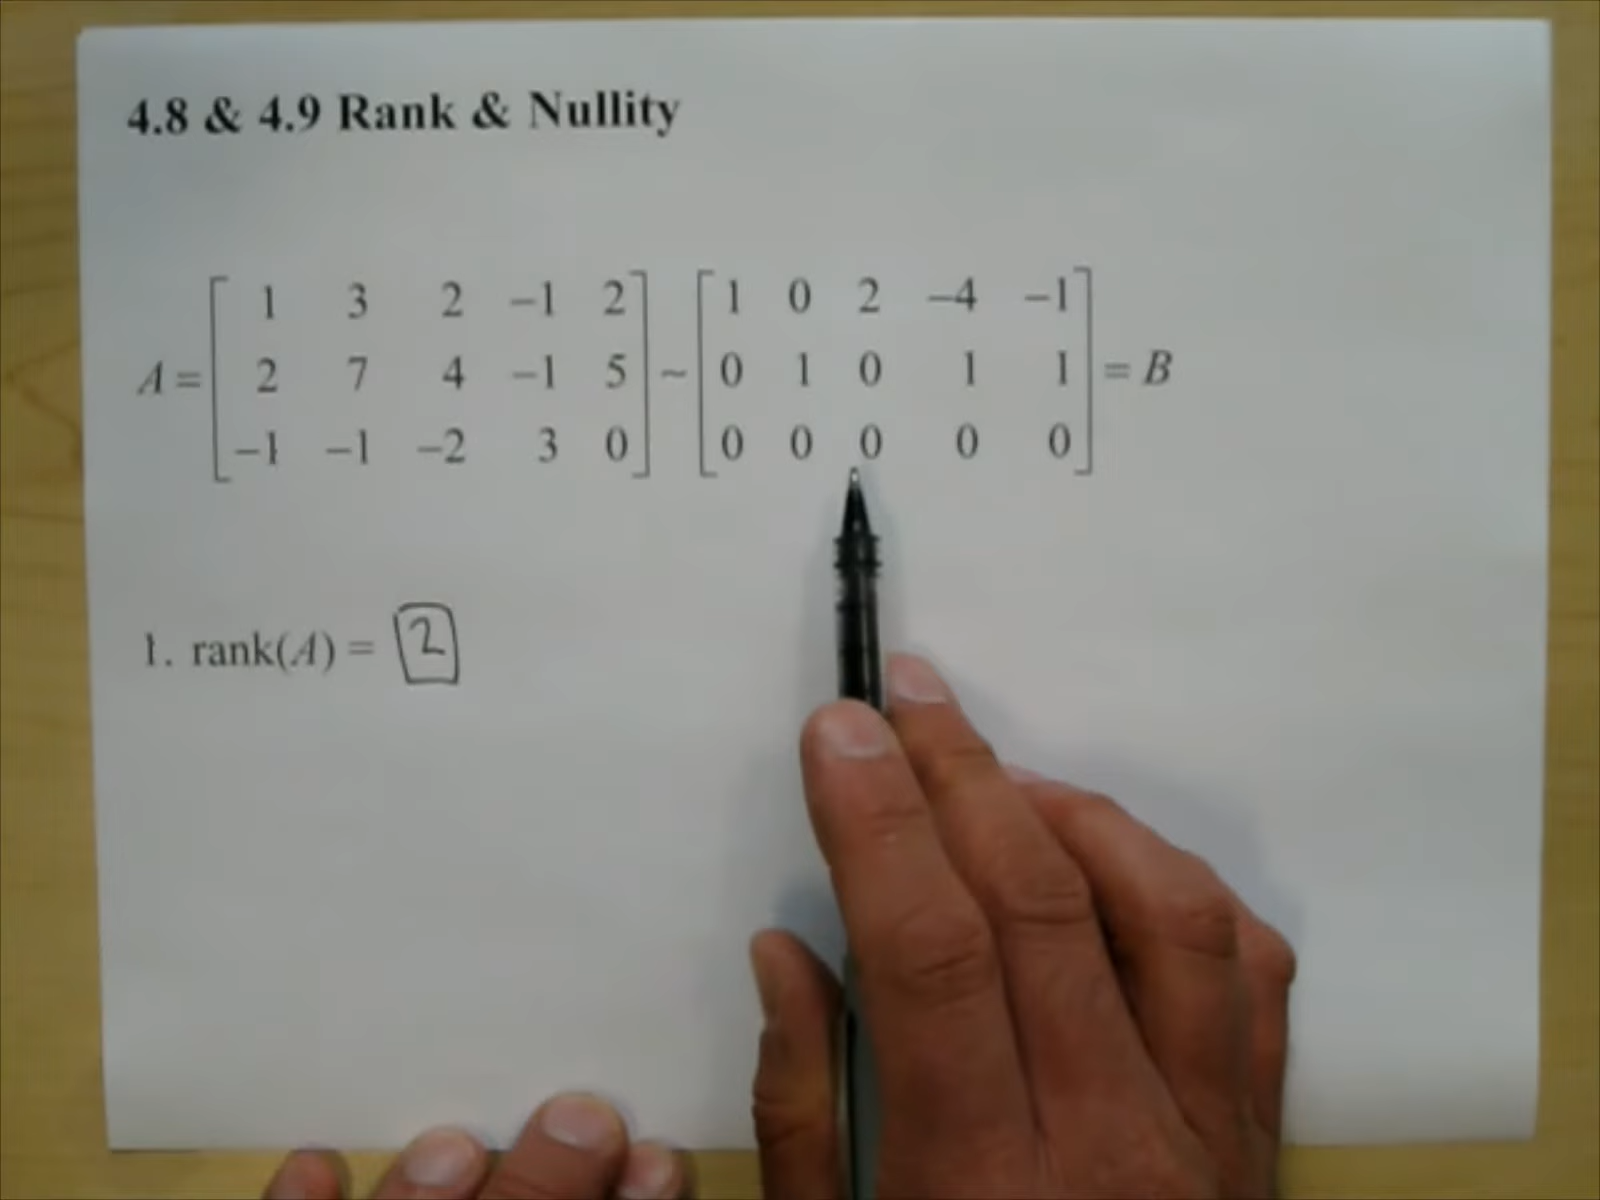 4.8 & 4.9 Rank & Nullity
1 3 2 −1 2 1 0 2 −4 −1
A = 2 7 4 −1 5 ~ 0 1 0 1 1 = B
−1 −1 −2 3 0 0 0 0 0 0
1. rank(A) = 2